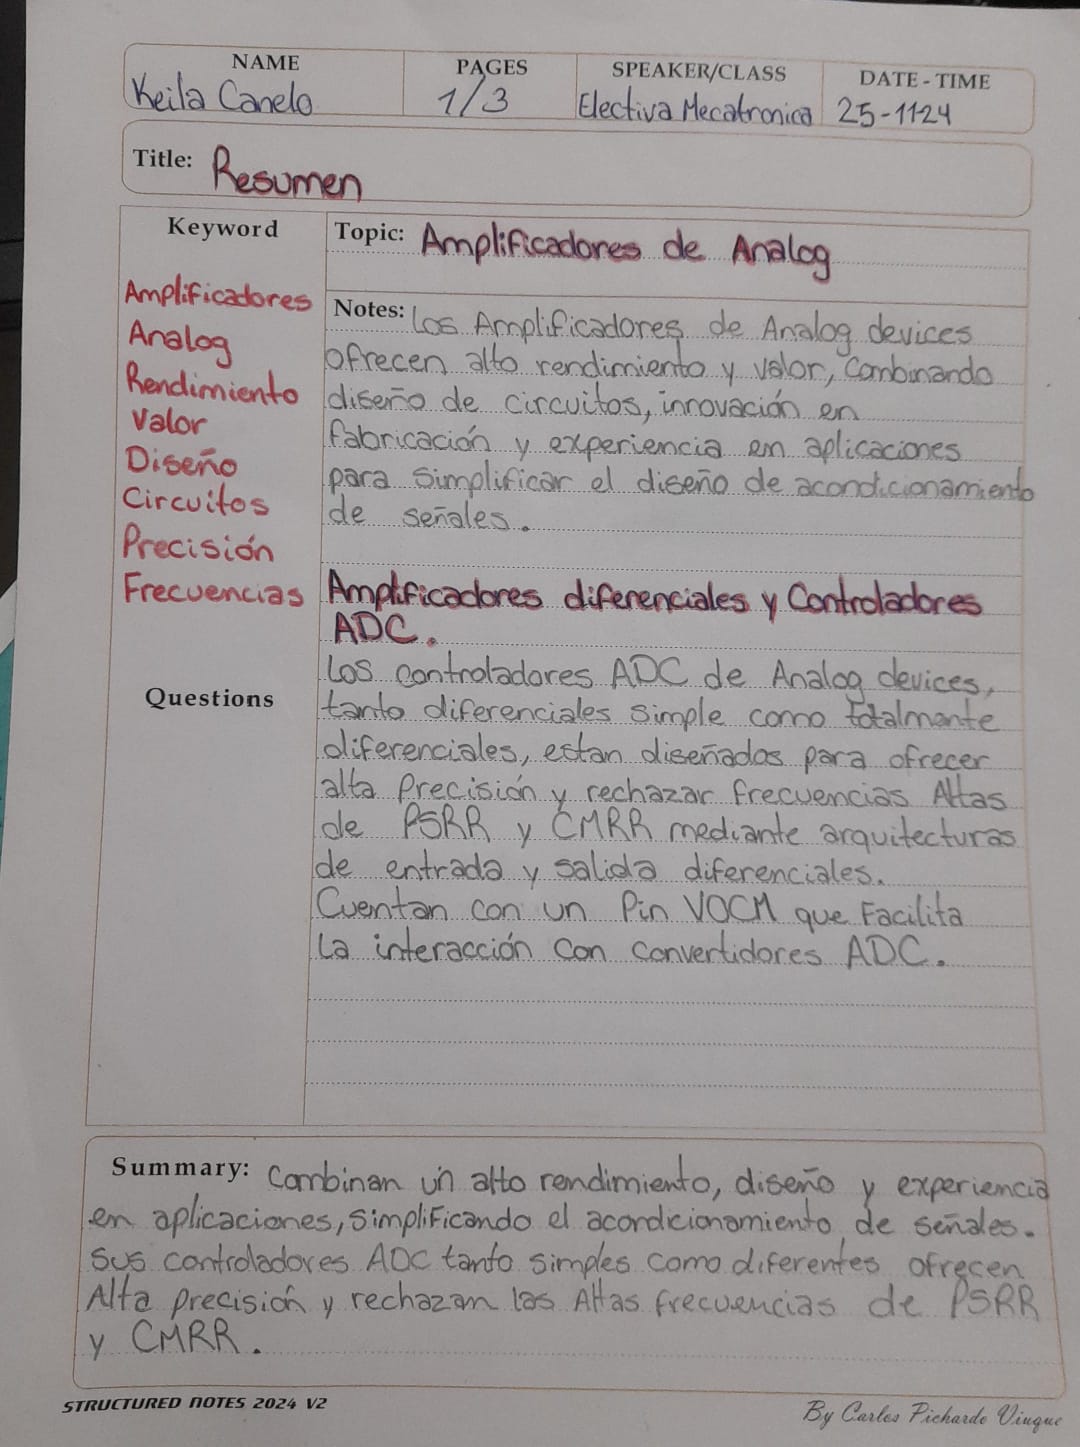 NAME PAGES SPEAKER/CLASS DATE - TIME
Keila Canelo 1/3 Electiva Mecatronica 25-1124
Title: Resumen
Keyword
Amplificadores
Analog
Rendimiento
Valor
Diseño
Circuitos
Precisión
Frecuencias
Questions
Topic: Amplificadores de Analog
Notes: Los Amplificadores de Analog devices
ofrecen alto rendimiento y valor, Combinando
diseño de circuitos, innovación en
fabricación y experiencia en aplicaciones
para simplificar el diseño de acondicionamiento
de señales.
Amplificadores diferenciales y Controladores
ADC.
Los controladores ADC de Analog devices,
tanto diferenciales simple como totalmante
diferenciales, estan diseñados para ofrecer
alta Precisión y rechazar frecuencias Altas
de PSRR y CMRR mediante arquitecturas
de entrada y salida diferenciales.
Cuentan con un Pin VOCM que Facilita
la interacción con convertidores ADC.
Summary: Combinan un alto rendimiento, diseño y experiencia
en aplicaciones, simplificando el acordicionamiento de señales.
Sus controladores ADC tanto simples como diferentes ofrecen
Alta precisión y rechazan las Altas frecuencias de PSRR
y CMRR.
STRUCTURED NOTES 2024 V2
By Carlos Pichardo Viuque